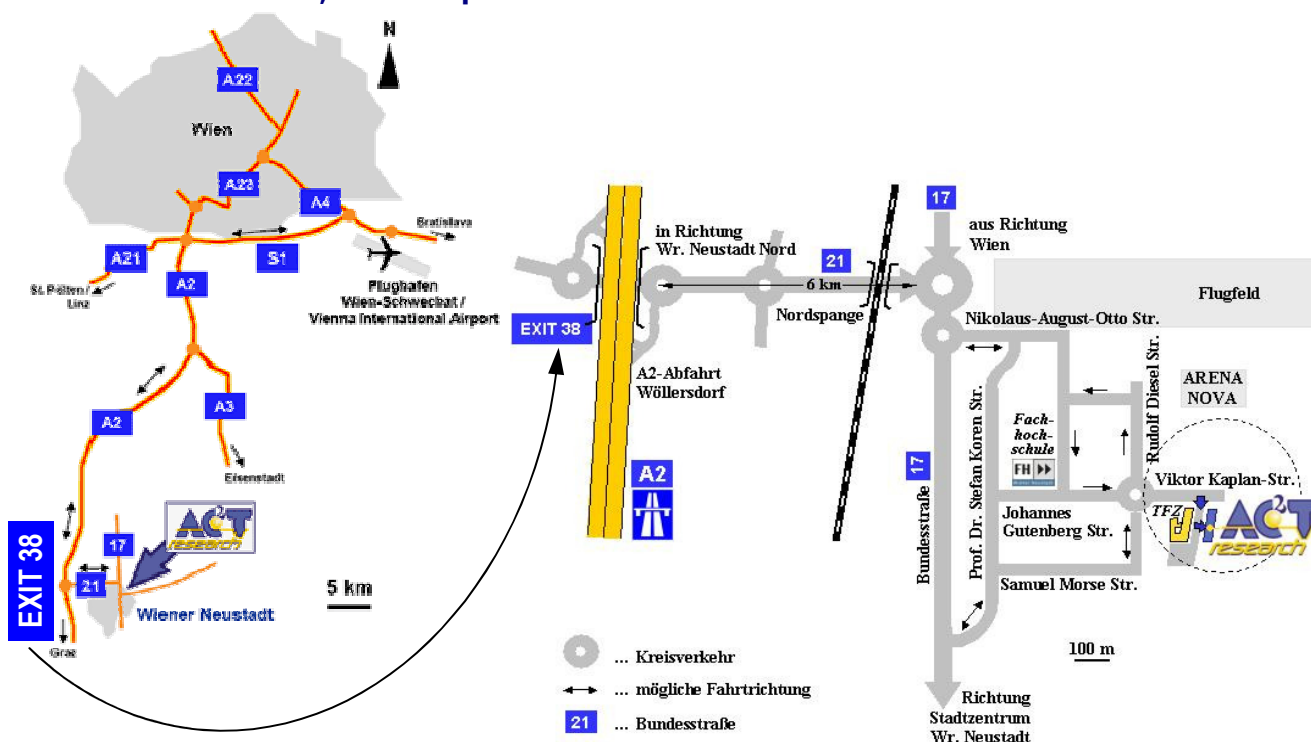 N
A22
Wien
A23
A4
Bratislava
A21
S1
St. Pölten /
Linz
A2
Flughafen
Wien-Schwechat /
Vienna International Airport
A2
A3
Eisenstadt
AC²T
research
17
21
EXIT 38
5 km
Wiener Neustadt
Graz
17
aus Richtung
Wien
in Richtung
Wr. Neustadt Nord
21
6 km
Nordspange
Flugfeld
EXIT 38
Nikolaus-August-Otto Str.
A2-Abfahrt
Wöllersdorf
Rudolf Diesel Str.
ARENA
NOVA
Prof. Dr. Stefan Koren Str.
Fach-
hoch-
schule
FH
17
Bundesstraße
A2
Viktor Kaplan-Str.
TFZ
AC²T
research
Johannes
Gutenberg Str.
Samuel Morse Str.
100 m
... Kreisverkehr
... mögliche Fahrtrichtung
21 ... Bundesstraße
Richtung
Stadtzentrum
Wr. Neustadt